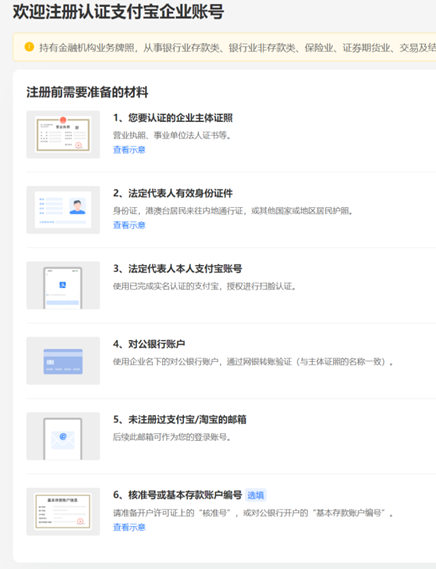 欢迎注册认证支付宝企业账号
持有金融机构业务牌照，从事银行业存款类、银行业非存款类、保险业、证券期货业、交易及结
注册前需要准备的材料
1、您要认证的企业主体证照
营业执照、事业单位法人证书等。
查看示意
2、法定代表人有效身份证件
身份证，港澳台居民来往内地通行证，或其他国家或地区居民护照。
查看示意
3、法定代表人本人支付宝账号
使用已完成实名认证的支付宝，授权进行扫脸认证。
4、对公银行账户
使用企业名下的对公银行账户，通过网银转账验证（与主体证照的名称一致）。
5、未注册过支付宝/淘宝的邮箱
后续此邮箱可作为您的登录账号。
基本存款账户信息
6、核准号或基本存款账户编号 选填
请准备开户许可证上的“核准号”，或对公银行开户的“基本存款账户编号”。
查看示意